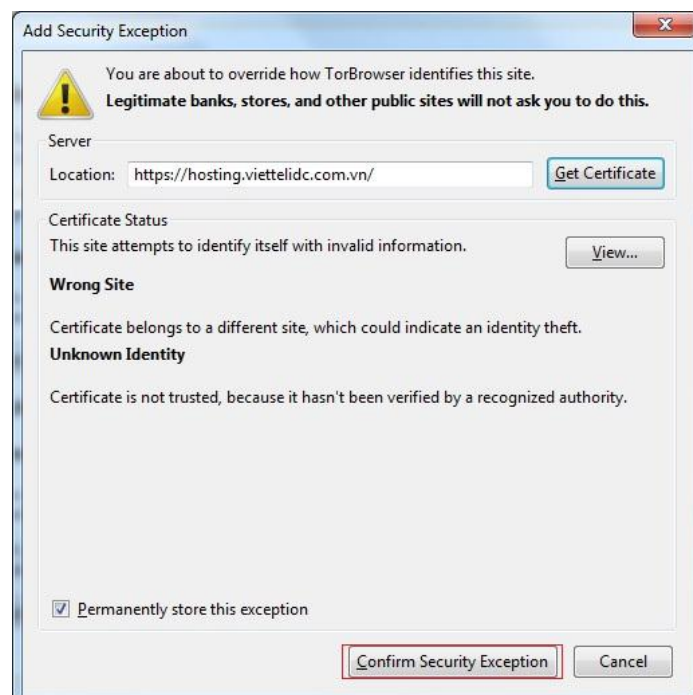 Add Security Exception
You are about to override how TorBrowser identifies this site.
Legitimate banks, stores, and other public sites will not ask you to do this.
Server
Location: https://hosting.viettelidc.com.vn/ Get Certificate
Certificate Status
This site attempts to identify itself with invalid information.
View...
Wrong Site
Certificate belongs to a different site, which could indicate an identity theft.
Unknown Identity
Certificate is not trusted, because it hasn't been verified by a recognized authority.
Permanently store this exception
Confirm Security Exception Cancel